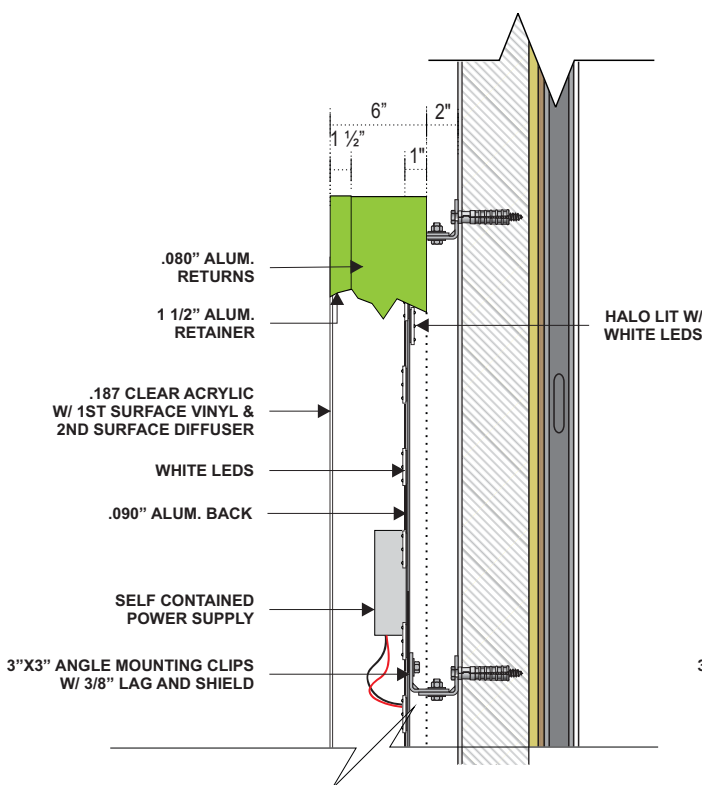 6” 2"
1 ½” 1"
.080” ALUM.
RETURNS
1 1/2” ALUM.
RETAINER
HALO LIT W/
WHITE LEDS
.187 CLEAR ACRYLIC
W/ 1ST SURFACE VINYL &
2ND SURFACE DIFFUSER
WHITE LEDS
.090” ALUM. BACK
SELF CONTAINED
POWER SUPPLY
3”X3” ANGLE MOUNTING CLIPS
W/ 3/8” LAG AND SHIELD
3